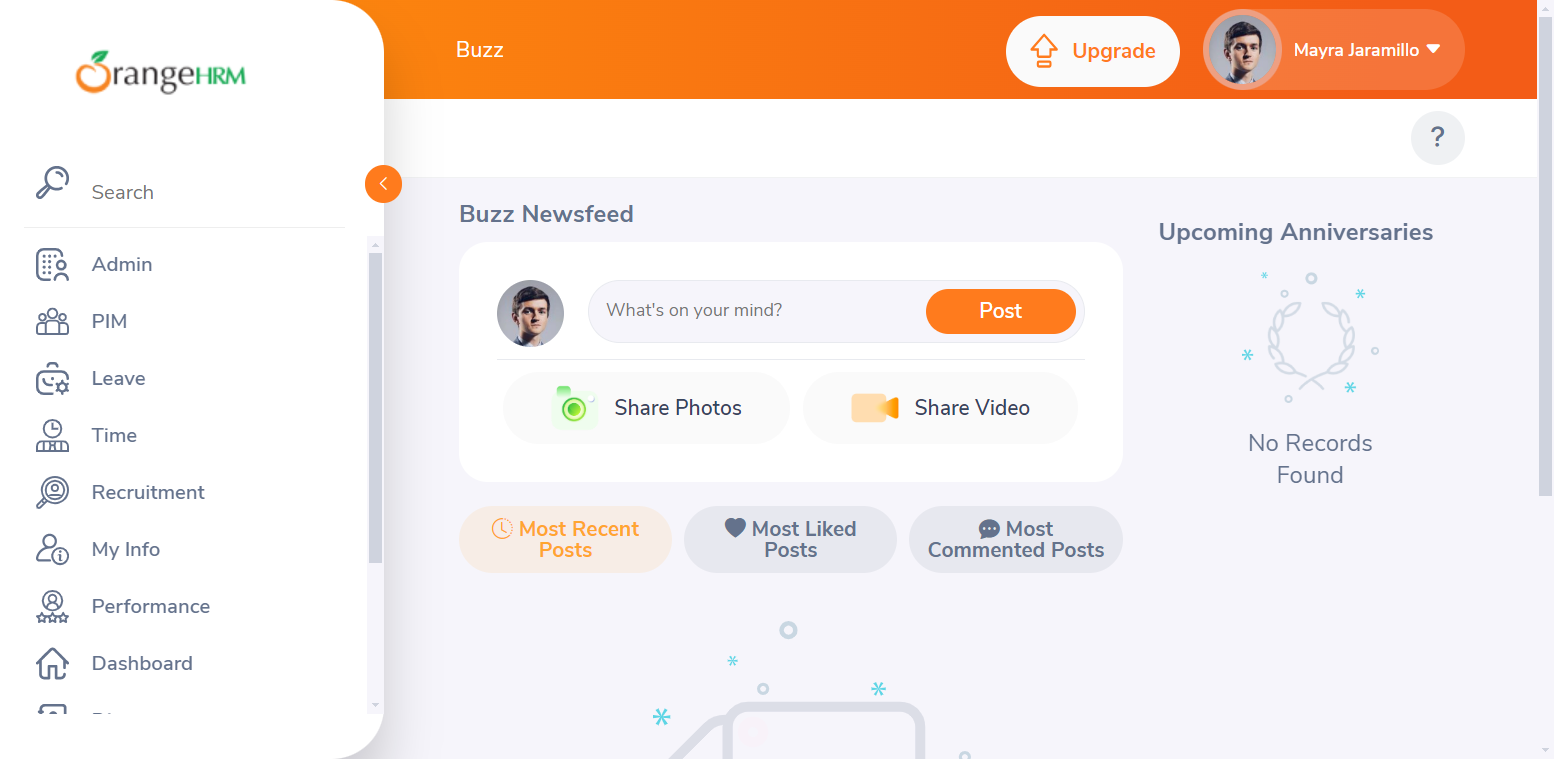 OrangeHRM
Search
Admin
PIM
Leave
Time
Recruitment
My Info
Performance
Dashboard
Buzz
Upgrade
Mayra Jaramillo
?
Buzz Newsfeed
What's on your mind?
Post
Share Photos
Share Video
Most Recent
Posts
Most Liked
Posts
Most
Commented Posts
Upcoming Anniversaries
No Records
Found